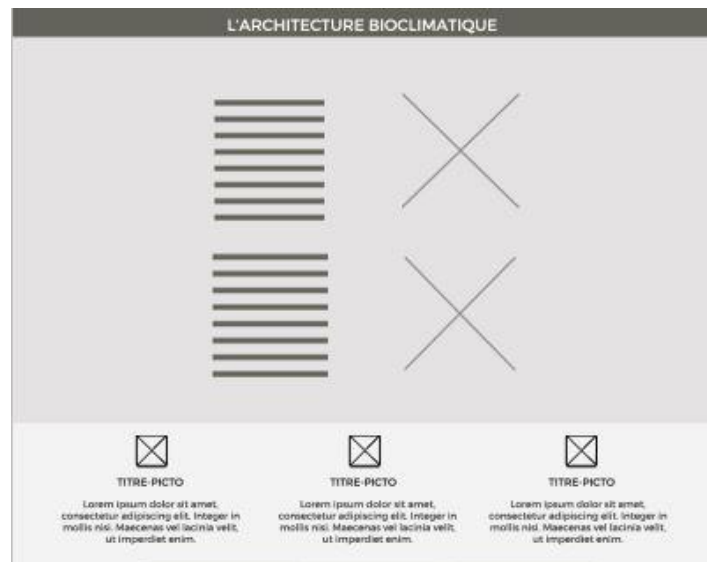 L'ARCHITECTURE BIOCLIMATIQUE
TITRE-PICTO
Lorem ipsum dolor sit amet,
consectetur adipiscing elit. Integer in
mollis nisi. Maecenas vel lacinia velit,
ut imperdiet enim.
TITRE-PICTO
Lorem ipsum dolor sit amet,
consectetur adipiscing elit. Integer in
mollis nisi. Maecenas vel lacinia velit,
ut imperdiet enim.
TITRE-PICTO
Lorem ipsum dolor sit amet,
consectetur adipiscing elit. Integer in
mollis nisi. Maecenas vel lacinia velit,
ut imperdiet enim.